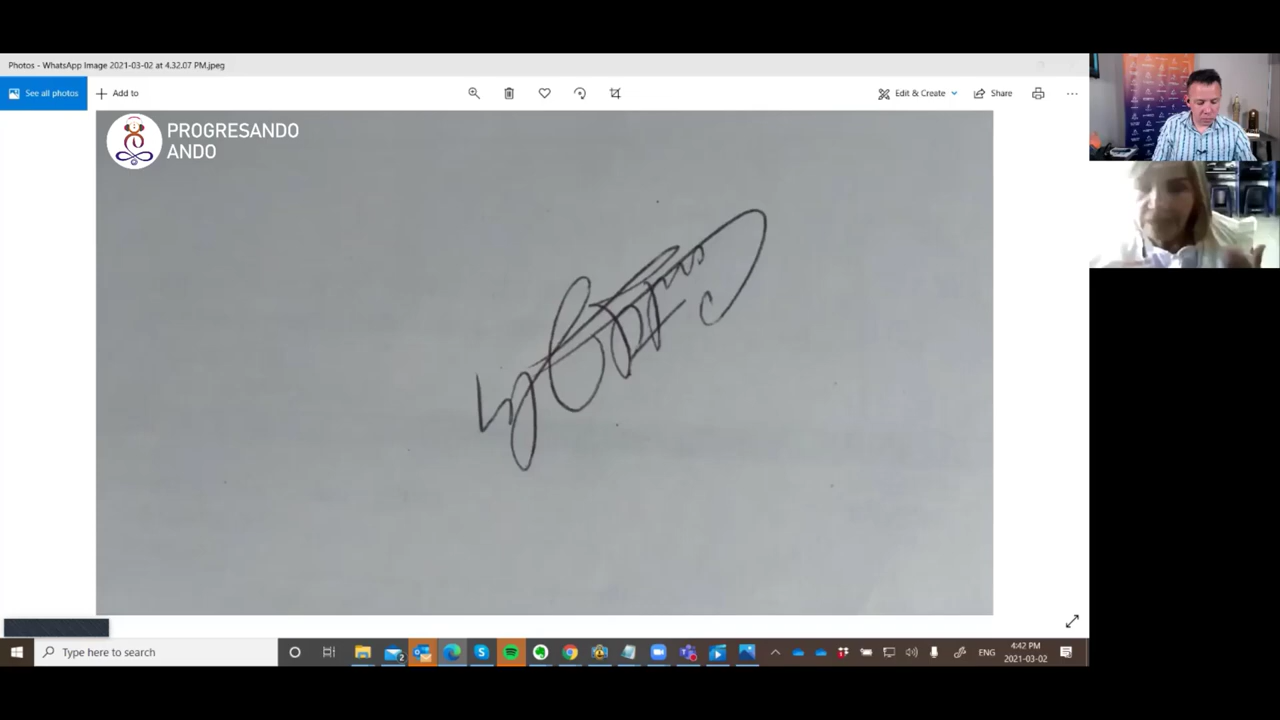 Photos - WhatsApp Image 2021-03-02 at 4.32.07 PM.jpeg
See all photos
Add to
Edit & Create
Share
PROGRESANDO
ANDO
Type here to search
2
ENG
4:42 PM
2021-03-02